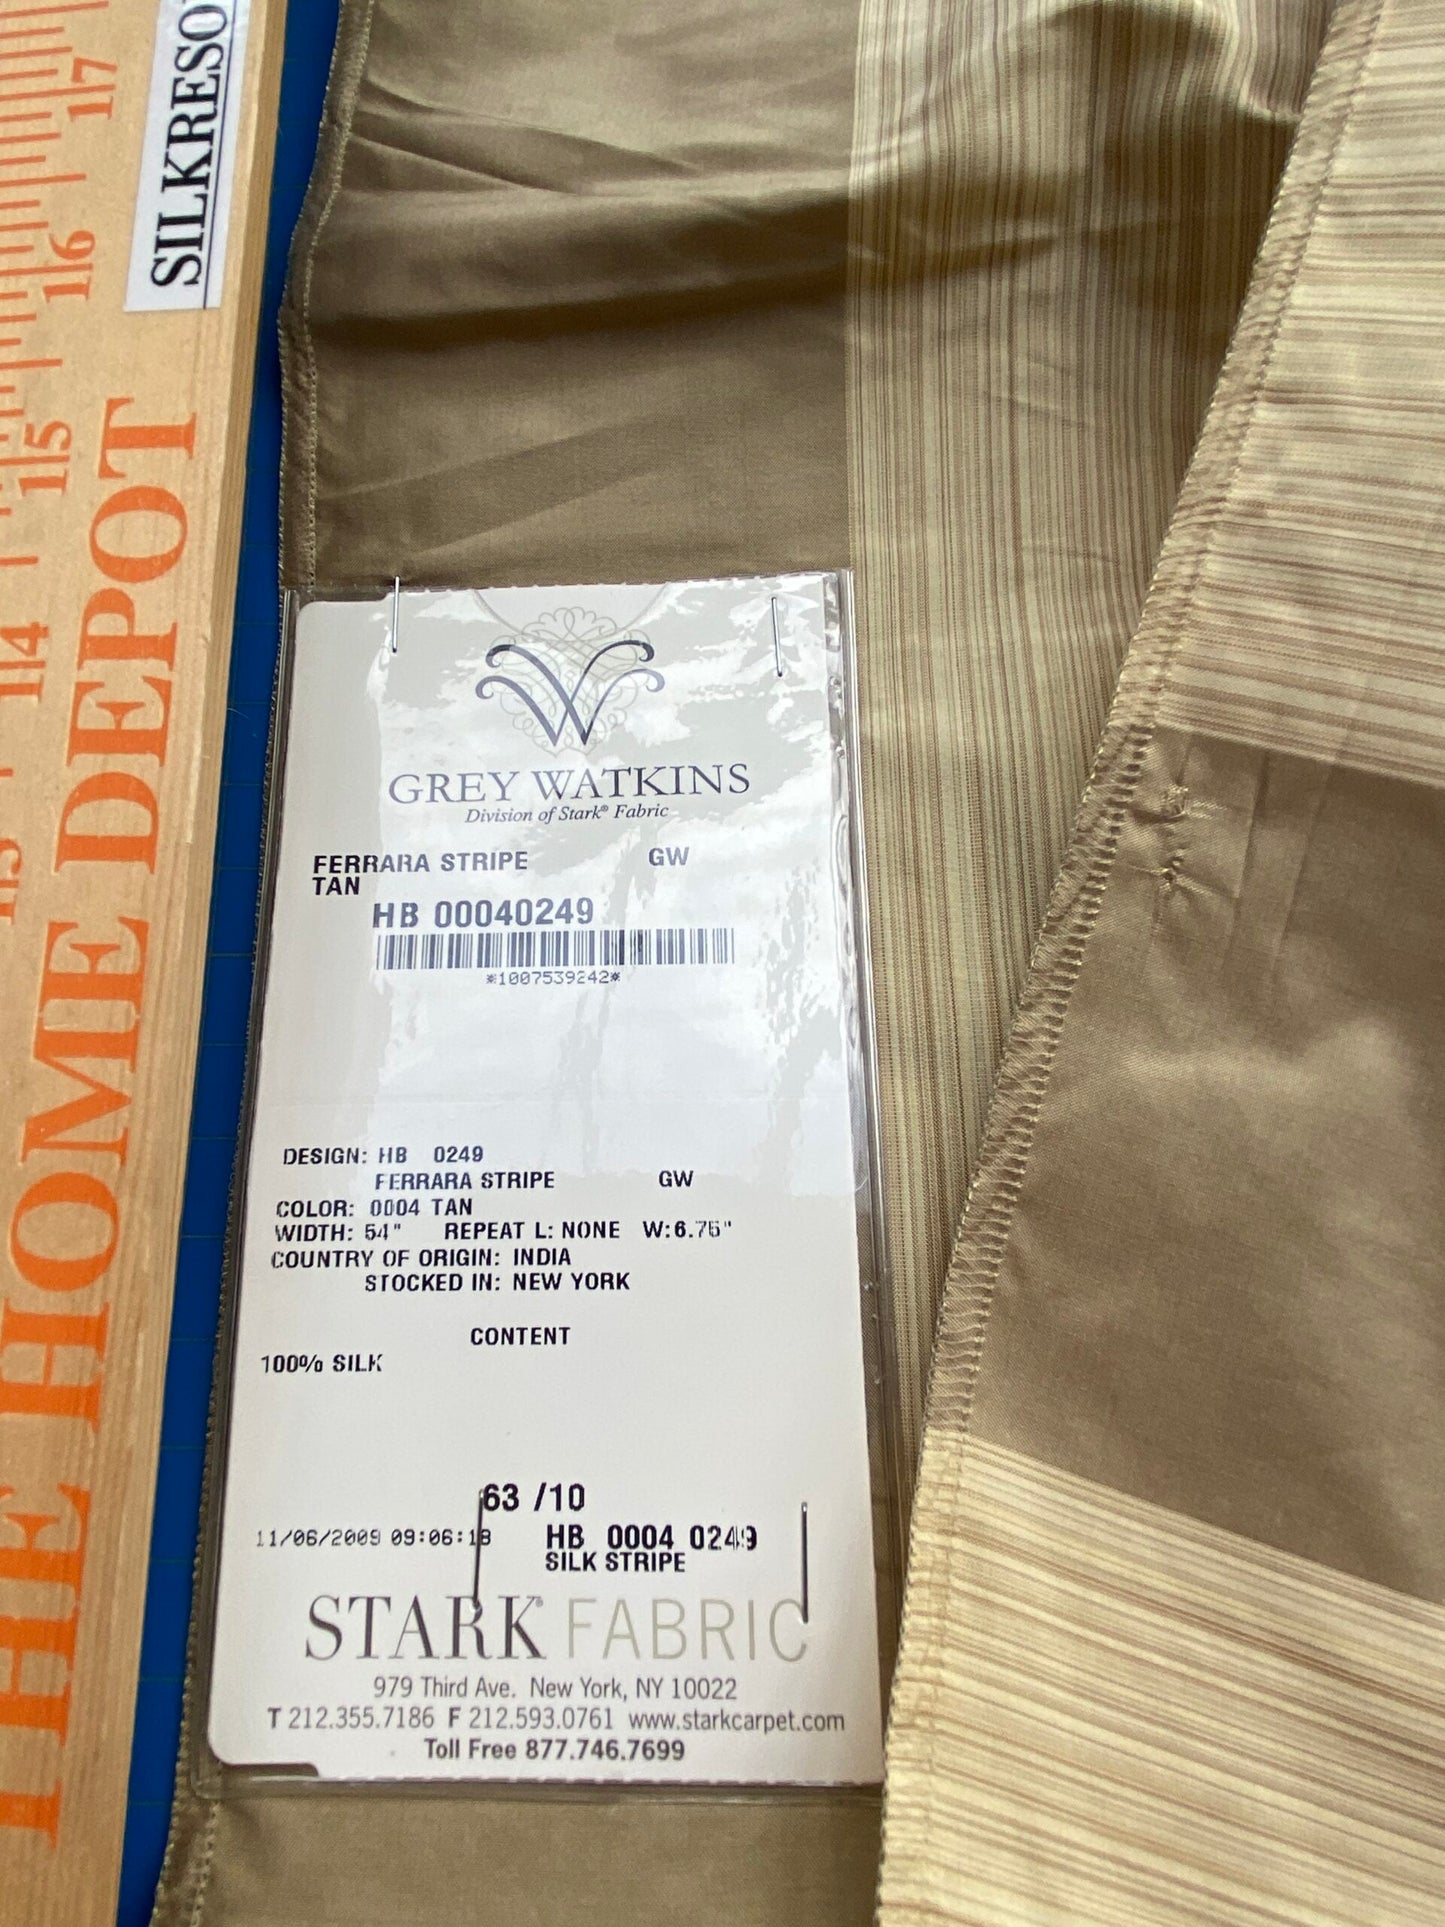 SILKRESO
17
16
15
14
13
THE HOME DEPOT
GREY WATKINS
Division of Stark® Fabric
FERRARA STRIPE GW
TAN
HB 00040249
*1007539242*
DESIGN: HB 0249
FERRARA STRIPE GW
COLOR: 0004 TAN
WIDTH: 54" REPEAT L: NONE W:6.75"
COUNTRY OF ORIGIN: INDIA
STOCKED IN: NEW YORK
CONTENT
100% SILK
63 /10
11/06/2009 09:06:18 HB 0004 0249
SILK STRIPE
STARK® FABRIC
979 Third Ave. New York, NY 10022
T 212.355.7186 F 212.593.0761 www.starkcarpet.com
Toll Free 877.746.7699